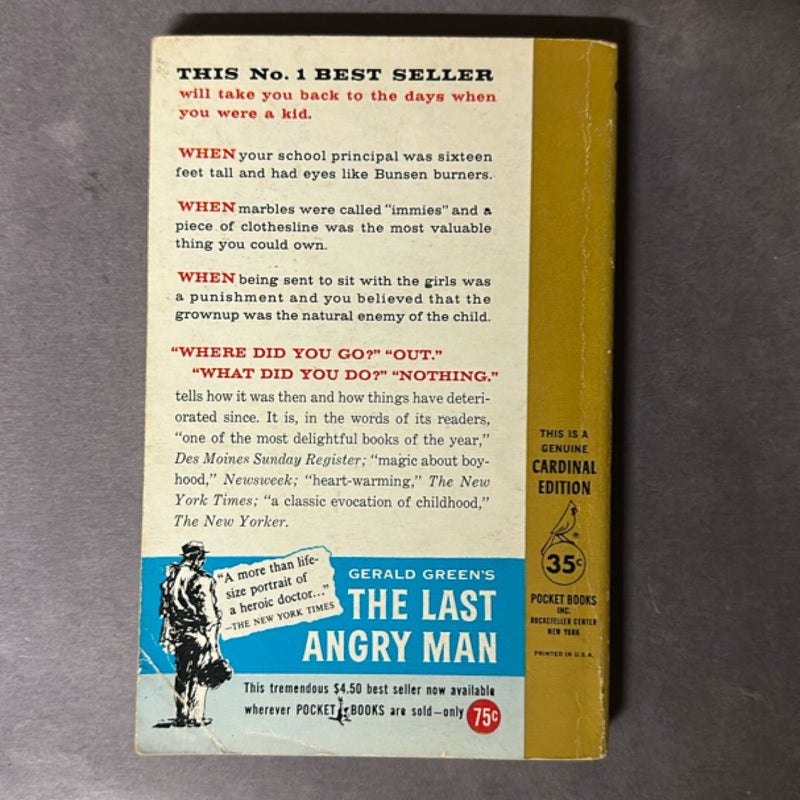 THIS No. 1 BEST SELLER
will take you back to the days when
you were a kid.
WHEN your school principal was sixteen
feet tall and had eyes like Bunsen burners.
WHEN marbles were called "immies" and a
piece of clothesline was the most valuable
thing you could own.
WHEN being sent to sit with the girls was
a punishment and you believed that the
grownup was the natural enemy of the child.
"WHERE DID YOU GO?" "OUT."
"WHAT DID YOU DO?" "NOTHING."
tells how it was then and how things have deteri-
orated since. It is, in the words of its readers,
"one of the most delightful books of the year,"
Des Moines Sunday Register; "magic about boy-
hood," Newsweek; "heart-warming," The New
York Times; "a classic evocation of childhood,"
The New Yorker.
"A more than life-
size portrait of
a heroic doctor..."
—THE NEW YORK TIMES
GERALD GREEN'S
THE LAST
ANGRY MAN
This tremendous $4.50 best seller now available
wherever POCKET BOOKS are sold—only 75¢
THIS IS A
GENUINE
CARDINAL
EDITION
®
35¢
POCKET BOOKS
INC.
ROCKEFELLER CENTER
NEW YORK
PRINTED IN U.S.A.